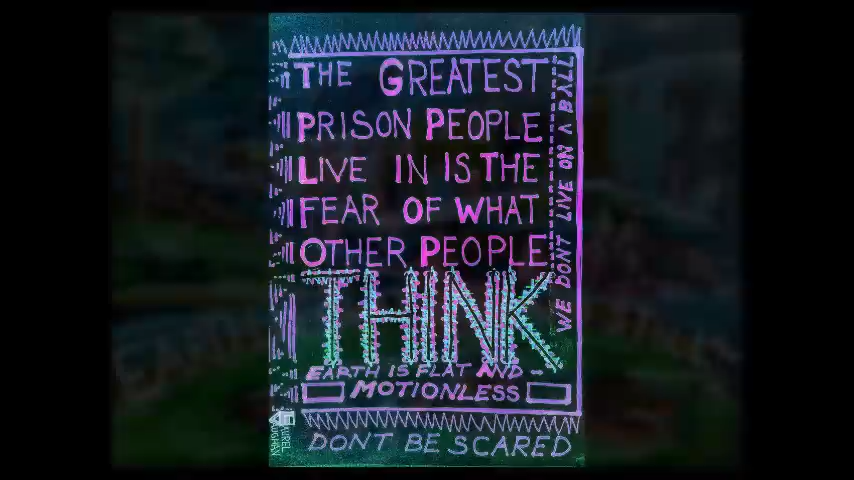 THE GREATEST
PRISON PEOPLE
LIVE IN IS THE
FEAR OF WHAT
OTHER PEOPLE
THINK
EARTH IS FLAT AND -
MOTIONLESS
DONT BE SCARED
WE DONT LIVE ON A BALL